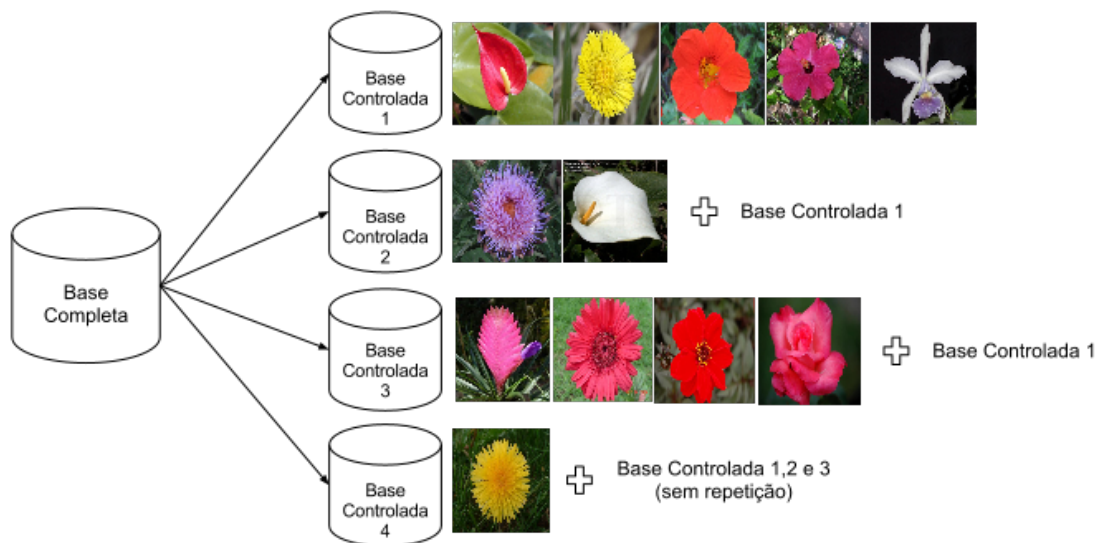 Base
Completa
Base
Controlada
1
Base
Controlada
2
Base Controlada 1
Base
Controlada
3
Base Controlada 1
Base
Controlada
4
Base Controlada 1,2 e 3
(sem repetição)